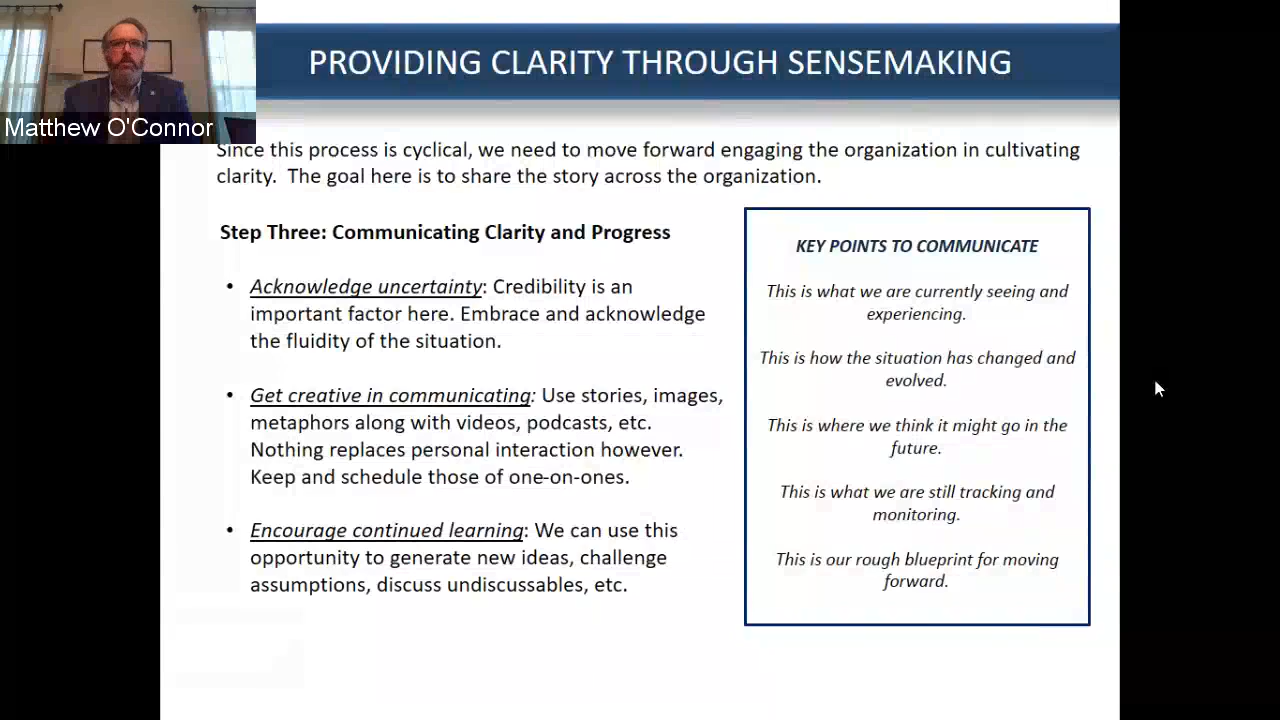 PROVIDING CLARITY THROUGH SENSEMAKING
Matthew O'Connor
Since this process is cyclical, we need to move forward engaging the organization in cultivating
clarity.  The goal here is to share the story across the organization.
Step Three: Communicating Clarity and Progress
• Acknowledge uncertainty: Credibility is an
important factor here. Embrace and acknowledge
the fluidity of the situation.
• Get creative in communicating: Use stories, images,
metaphors along with videos, podcasts, etc.
Nothing replaces personal interaction however.
Keep and schedule those of one-on-ones.
• Encourage continued learning: We can use this
opportunity to generate new ideas, challenge
assumptions, discuss undiscussables, etc.
KEY POINTS TO COMMUNICATE
This is what we are currently seeing and
experiencing.
This is how the situation has changed and
evolved.
This is where we think it might go in the
future.
This is what we are still tracking and
monitoring.
This is our rough blueprint for moving
forward.